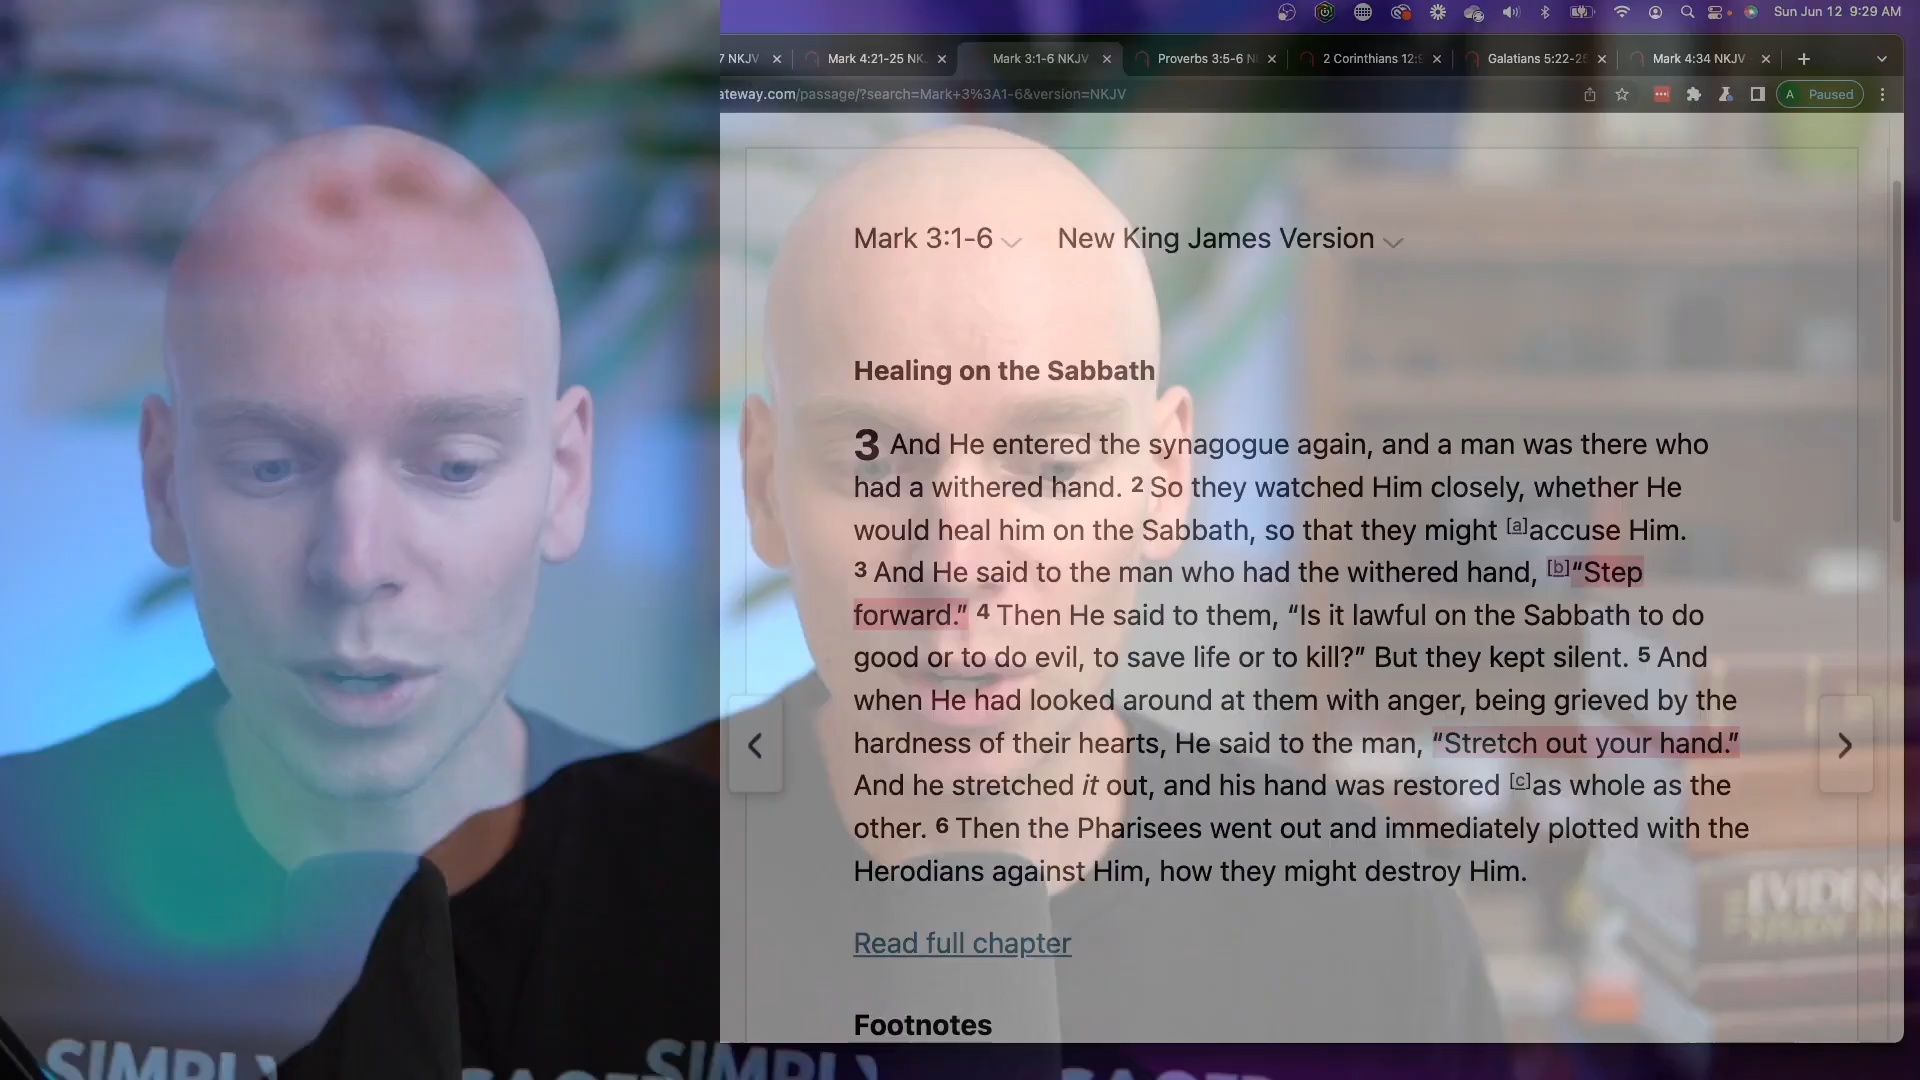 Sun Jun 12 9:29 AM
7 NKJV
Mark 4:21-25 NK
Mark 3:1-6 NKJV
Proverbs 3:5-6 N
2 Corinthians 12:9
Galatians 5:22-25
Mark 4:34 NKJV
ateway.com/passage/?search=Mark+3%3A1-6&version=NKJV
A Paused
Mark 3:1-6 New King James Version
Healing on the Sabbath
3 And He entered the synagogue again, and a man was there who
had a withered hand. 2 So they watched Him closely, whether He
would heal him on the Sabbath, so that they might [a]accuse Him.
3 And He said to the man who had the withered hand, [b]“Step
forward.” 4 Then He said to them, “Is it lawful on the Sabbath to do
good or to do evil, to save life or to kill?” But they kept silent. 5 And
when He had looked around at them with anger, being grieved by the
hardness of their hearts, He said to the man, “Stretch out your hand.”
And he stretched it out, and his hand was restored [c]as whole as the
other. 6 Then the Pharisees went out and immediately plotted with the
Herodians against Him, how they might destroy Him.
Read full chapter
Footnotes
SIMPLY
SIMPLY